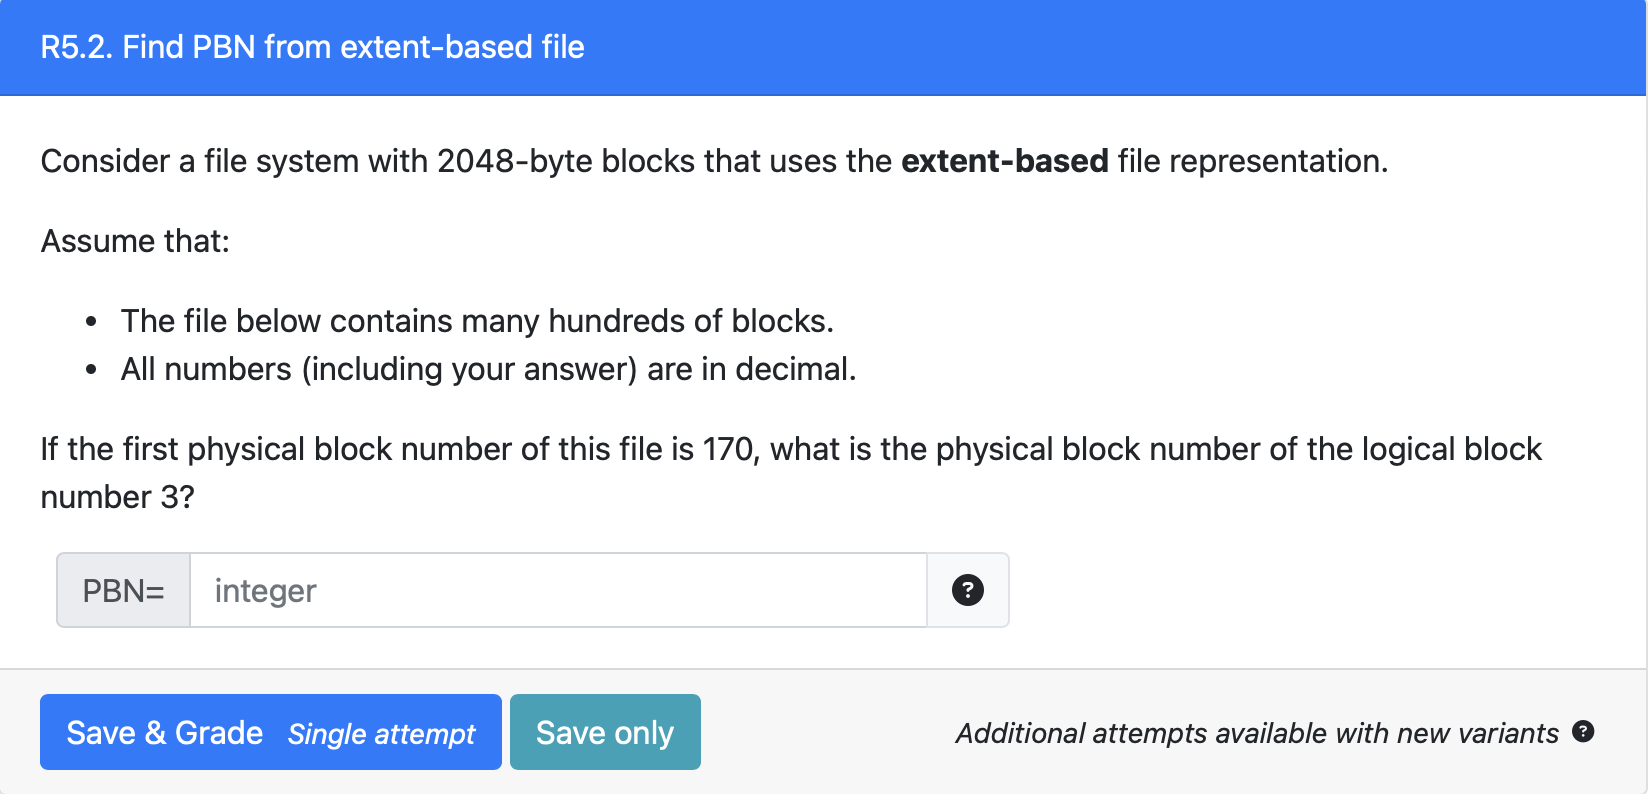 R5.2. Find PBN from extent-based file
Consider a file system with 2048-byte blocks that uses the extent-based file representation.
Assume that:
• The file below contains many hundreds of blocks.
• All numbers (including your answer) are in decimal.
If the first physical block number of this file is 170, what is the physical block number of the logical block
number 3?
PBN= integer ?
Save & Grade Single attempt Save only Additional attempts available with new variants ?